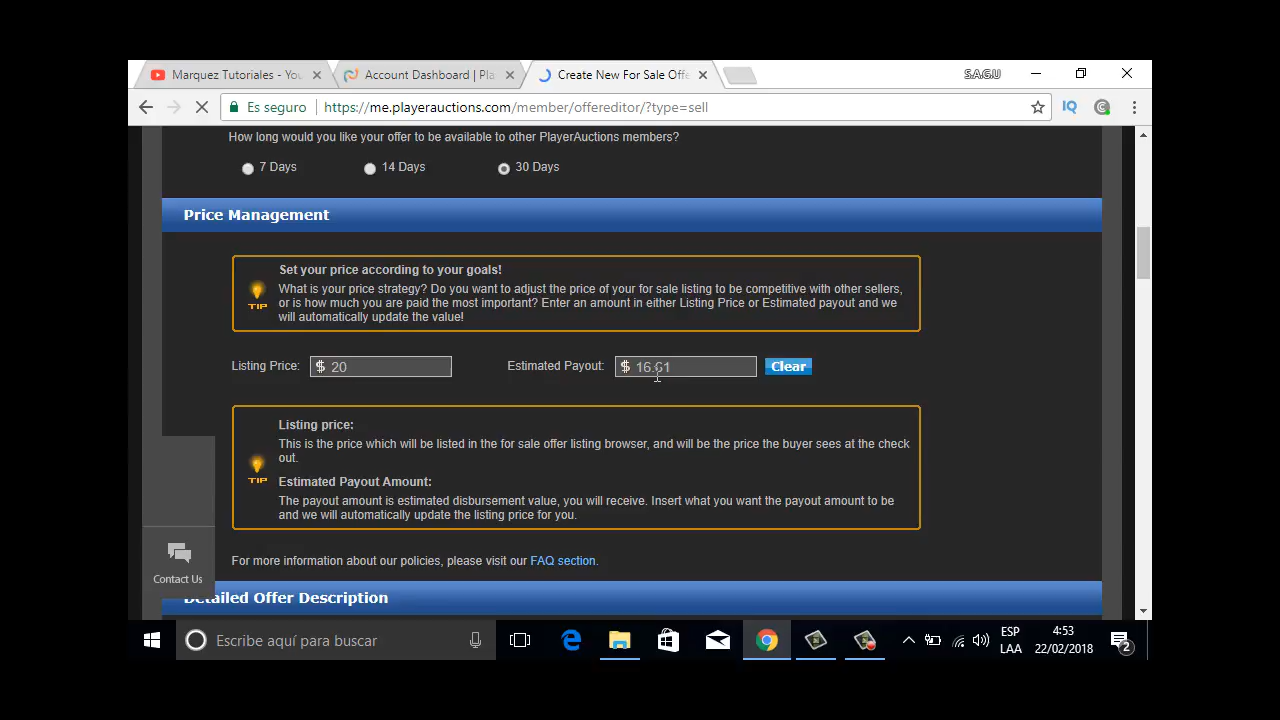 Marquez Tutoriales - You
Account Dashboard | Pla
Create New For Sale Offe
S.A.G.U
Es seguro
https://me.playerauctions.com/member/offereditor/?type=sell
IQ
How long would you like your offer to be available to other PlayerAuctions members?
7 Days
14 Days
30 Days
Price Management
Set your price according to your goals!
What is your price strategy? Do you want to adjust the price of your for sale listing to be competitive with other sellers,
or is how much you are paid the most important? Enter an amount in either Listing Price or Estimated payout and we
will automatically update the value!
TIP
Listing Price:
$ 20
Estimated Payout:
$
Clear
Listing price:
This is the price which will be listed in the for sale offer listing browser, and will be the price the buyer sees at the check
out.
TIP
Estimated Payout Amount:
The payout amount is estimated disbursement value, you will receive. Insert what you want the payout amount to be
and we will automatically update the listing price for you.
For more information about our policies, please visit our FAQ section.
Contact Us
Detailed Offer Description
Escribe aquí para buscar
ESP
LAA
4:53
22/02/2018
2